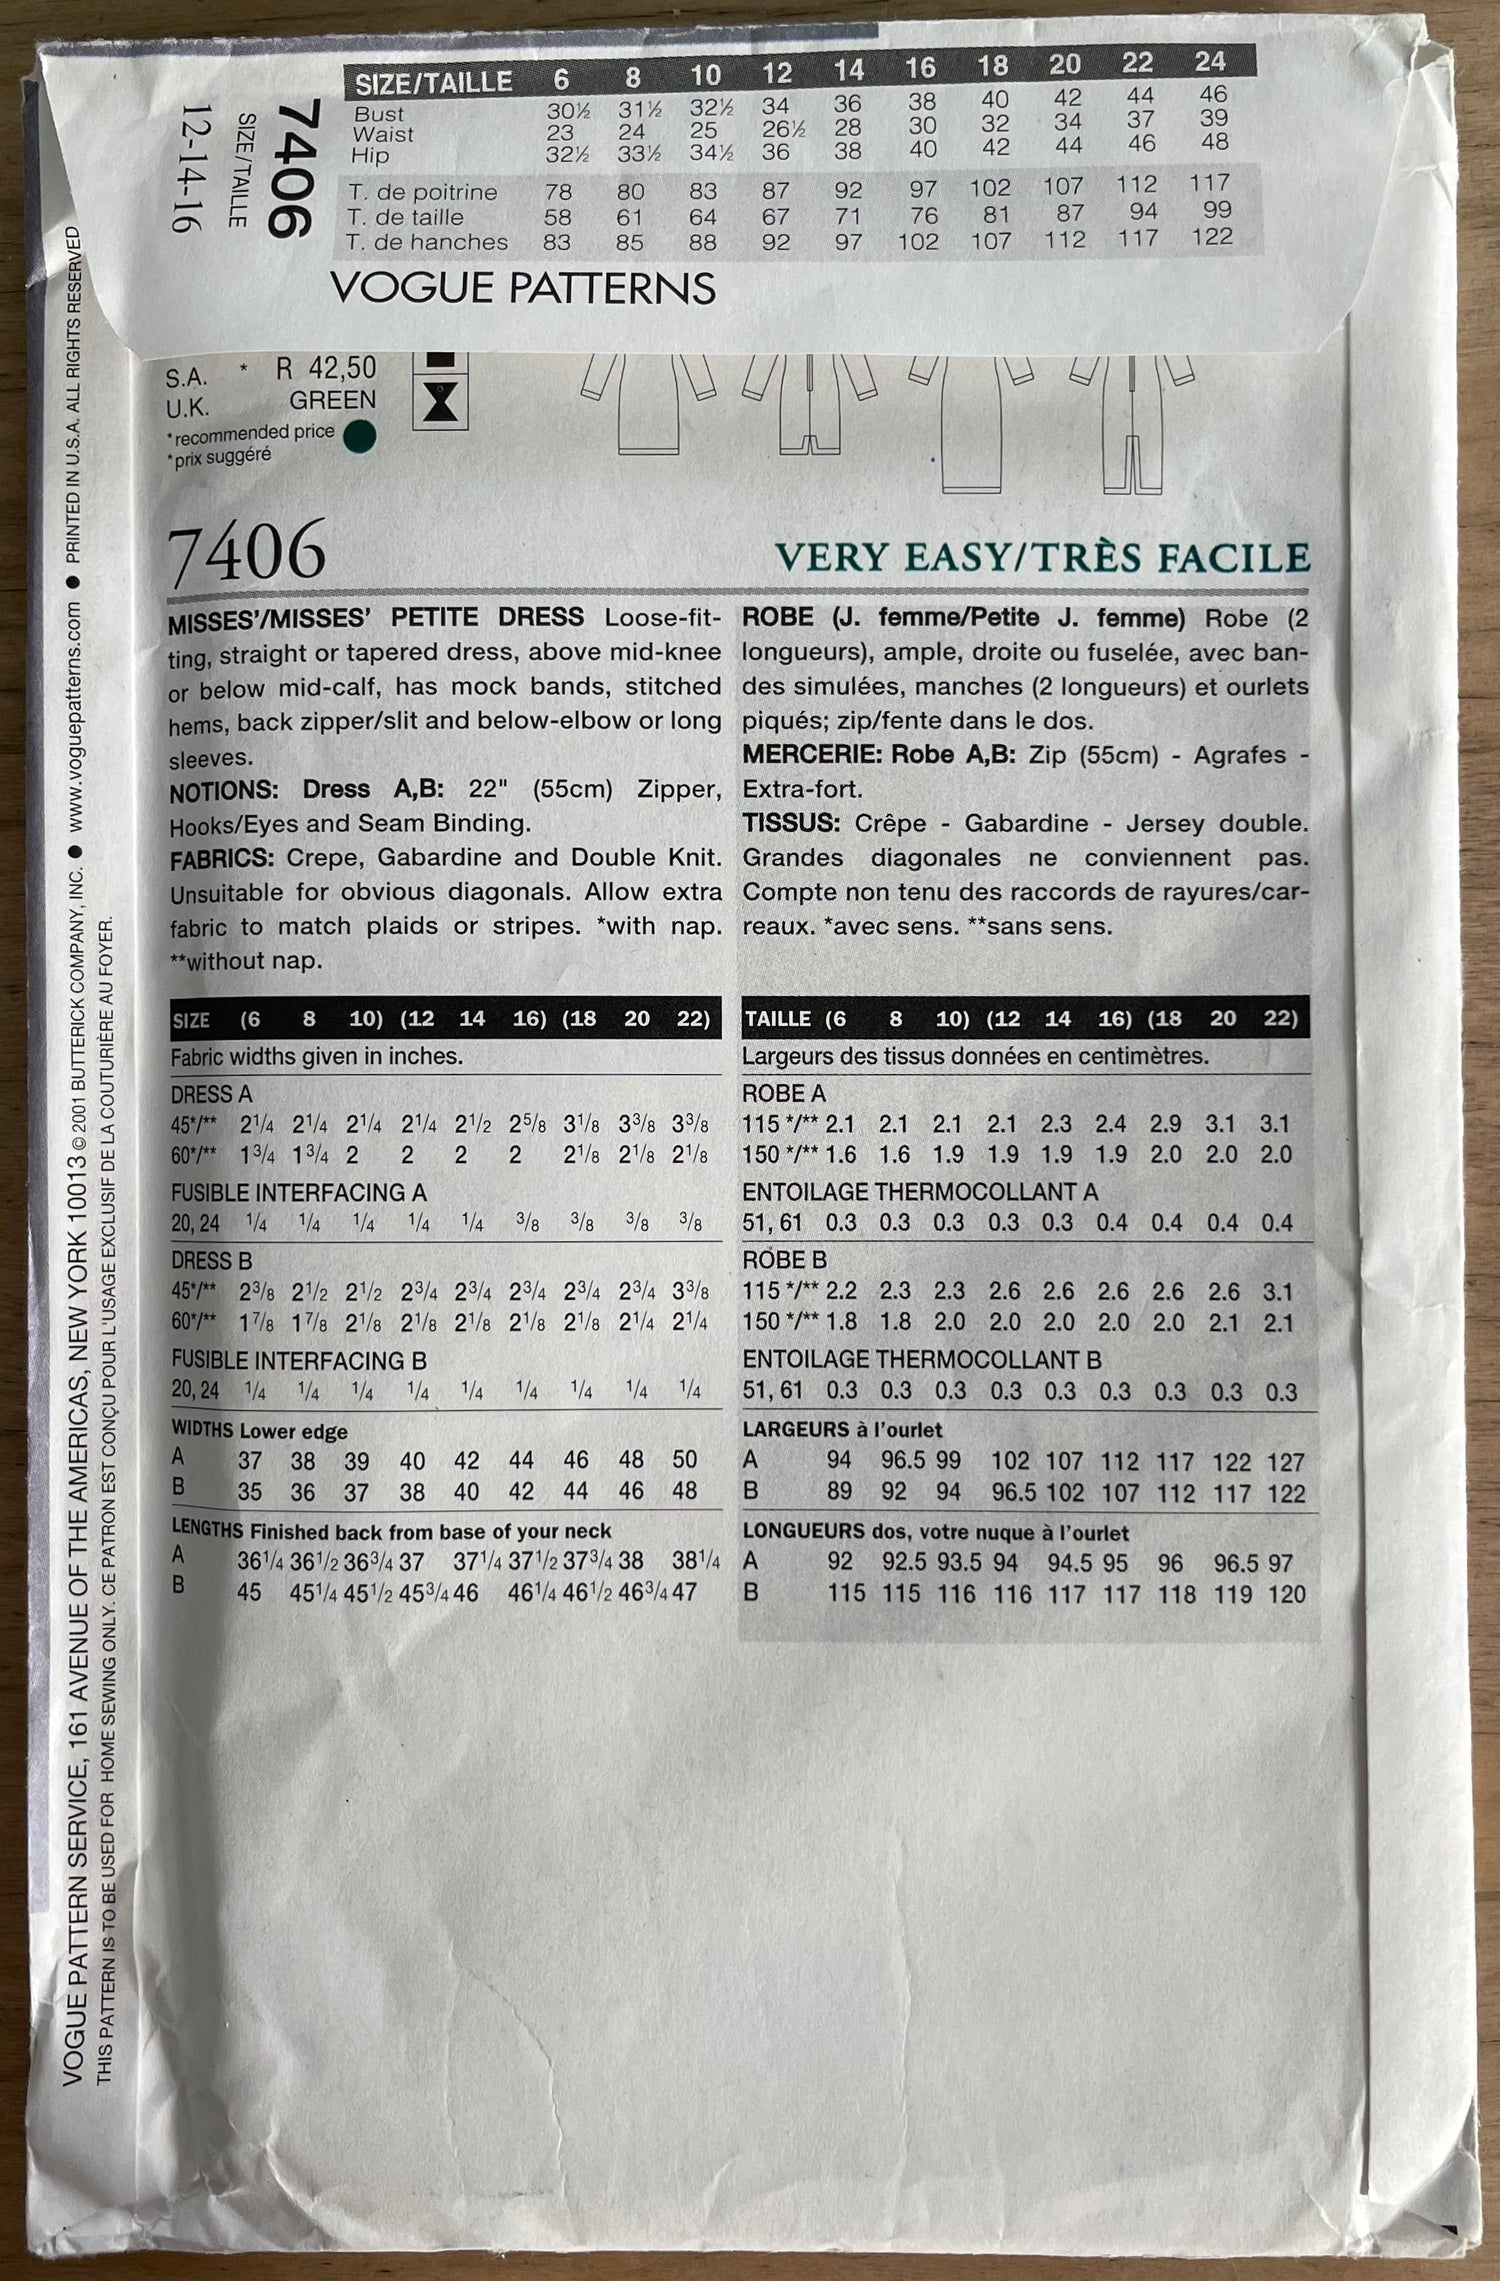 SIZE/TAILLE 6 8 10 12 14 16 18 20 22 24
Bust 30½ 31½ 32½ 34 36 38 40 42 44 46
Waist 23 24 25 26½ 28 30 32 34 37 39
Hip 32½ 33½ 34½ 36 38 40 42 44 46 48
T. de poitrine 78 80 83 87 92 97 102 107 112 117
T. de taille 58 61 64 67 71 76 81 87 94 99
T. de hanches 83 85 88 92 97 102 107 112 117 122
VOGUE PATTERNS
7406
SIZE/TAILLE
12-14-16
S.A. * R 42,50
U.K. GREEN
*recommended price
*prix suggéré
7406
VERY EASY/TRÈS FACILE
MISSES'/MISSES' PETITE DRESS Loose-fit-
ting, straight or tapered dress, above mid-knee
or below mid-calf, has mock bands, stitched
hems, back zipper/slit and below-elbow or long
sleeves.
NOTIONS: Dress A,B: 22" (55cm) Zipper,
Hooks/Eyes and Seam Binding.
FABRICS: Crepe, Gabardine and Double Knit.
Unsuitable for obvious diagonals. Allow extra
fabric to match plaids or stripes. *with nap.
**without nap.
SIZE (6 8 10) (12 14 16) (18 20 22)
Fabric widths given in inches.
DRESS A
45*/** 2¼ 2¼ 2¼ 2¼ 2½ 2⅝ 3⅛ 3⅜ 3⅜
60*/** 1¾ 1¾ 2 2 2 2 2⅛ 2⅛ 2⅛
FUSIBLE INTERFACING A
20, 24 ¼ ¼ ¼ ¼ ¼ ⅜ ⅜ ⅜ ⅜
DRESS B
45*/** 2⅜ 2½ 2½ 2¾ 2¾ 2¾ 2¾ 2¾ 3⅜
60*/** 1⅞ 1⅞ 2⅛ 2⅛ 2⅛ 2⅛ 2⅛ 2¼ 2¼
FUSIBLE INTERFACING B
20, 24 ¼ ¼ ¼ ¼ ¼ ¼ ¼ ¼ ¼
WIDTHS Lower edge
A 37 38 39 40 42 44 46 48 50
B 35 36 37 38 40 42 44 46 48
LENGTHS Finished back from base of your neck
A 36¼ 36½ 36¾ 37 37¼ 37½ 37¾ 38 38¼
B 45 45¼ 45½ 45¾ 46 46¼ 46½ 46¾ 47
ROBE (J. femme/Petite J. femme) Robe (2
longueurs), ample, droite ou fuselée, avec ban-
des simulées, manches (2 longueurs) et ourlets
piqués; zip/fente dans le dos.
MERCERIE: Robe A,B: Zip (55cm) - Agrafes -
Extra-fort.
TISSUS: Crêpe - Gabardine - Jersey double.
Grandes diagonales ne conviennent pas.
Compte non tenu des raccords de rayures/car-
reaux. *avec sens. **sans sens.
TAILLE (6 8 10) (12 14 16) (18 20 22)
Largeurs des tissus données en centimètres.
ROBE A
115 */** 2.1 2.1 2.1 2.1 2.3 2.4 2.9 3.1 3.1
150 */** 1.6 1.6 1.9 1.9 1.9 1.9 2.0 2.0 2.0
ENTOILAGE THERMOCOLLANT A
51, 61 0.3 0.3 0.3 0.3 0.3 0.4 0.4 0.4 0.4
ROBE B
115 */** 2.2 2.3 2.3 2.6 2.6 2.6 2.6 2.6 3.1
150 */** 1.8 1.8 2.0 2.0 2.0 2.0 2.0 2.1 2.1
ENTOILAGE THERMOCOLLANT B
51, 61 0.3 0.3 0.3 0.3 0.3 0.3 0.3 0.3 0.3
LARGEURS à l'ourlet
A 94 96.5 99 102 107 112 117 122 127
B 89 92 94 96.5 102 107 112 117 122
LONGUEURS dos, votre nuque à l'ourlet
A 92 92.5 93.5 94 94.5 95 96 96.5 97
B 115 115 116 116 117 117 118 119 120
VOGUE PATTERN SERVICE, 161 AVENUE OF THE AMERICAS, NEW YORK 10013 © 2001 BUTTERICK COMPANY, INC. ● www.voguepatterns.com ● PRINTED IN U.S.A. ALL RIGHTS RESERVED
THIS PATTERN IS TO BE USED FOR HOME SEWING ONLY. CE PATRON EST CONÇU POUR L'USAGE EXCLUSIF DE LA COUTURIÈRE AU FOYER.